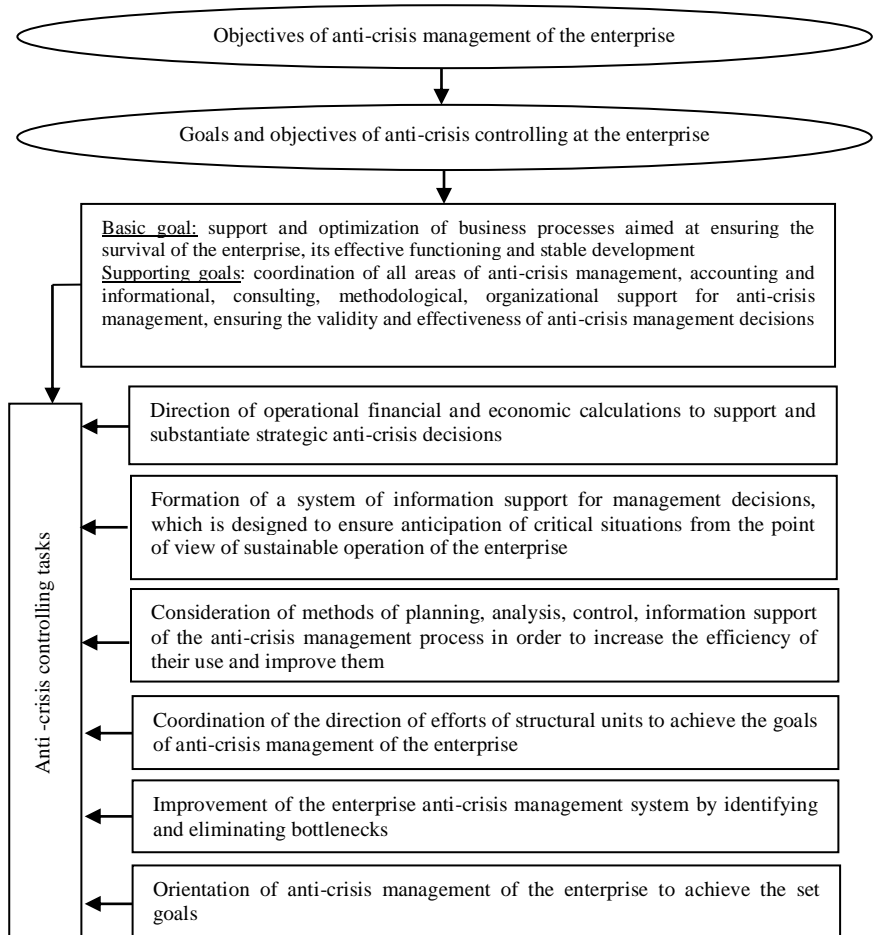 Objectives of anti-crisis management of the enterprise
Goals and objectives of anti-crisis controlling at the enterprise
Basic goal: support and optimization of business processes aimed at ensuring the
survival of the enterprise, its effective functioning and stable development
Supporting goals: coordination of all areas of anti-crisis management, accounting and
informational, consulting, methodological, organizational support for anti-crisis
management, ensuring the validity and effectiveness of anti-crisis management decisions
Anti -crisis controlling tasks
Direction of operational financial and economic calculations to support and
substantiate strategic anti-crisis decisions
Formation of a system of information support for management decisions,
which is designed to ensure anticipation of critical situations from the point
of view of sustainable operation of the enterprise
Consideration of methods of planning, analysis, control, information support
of the anti-crisis management process in order to increase the efficiency of
their use and improve them
Coordination of the direction of efforts of structural units to achieve the goals
of anti-crisis management of the enterprise
Improvement of the enterprise anti-crisis management system by identifying
and eliminating bottlenecks
Orientation of anti-crisis management of the enterprise to achieve the set
goals